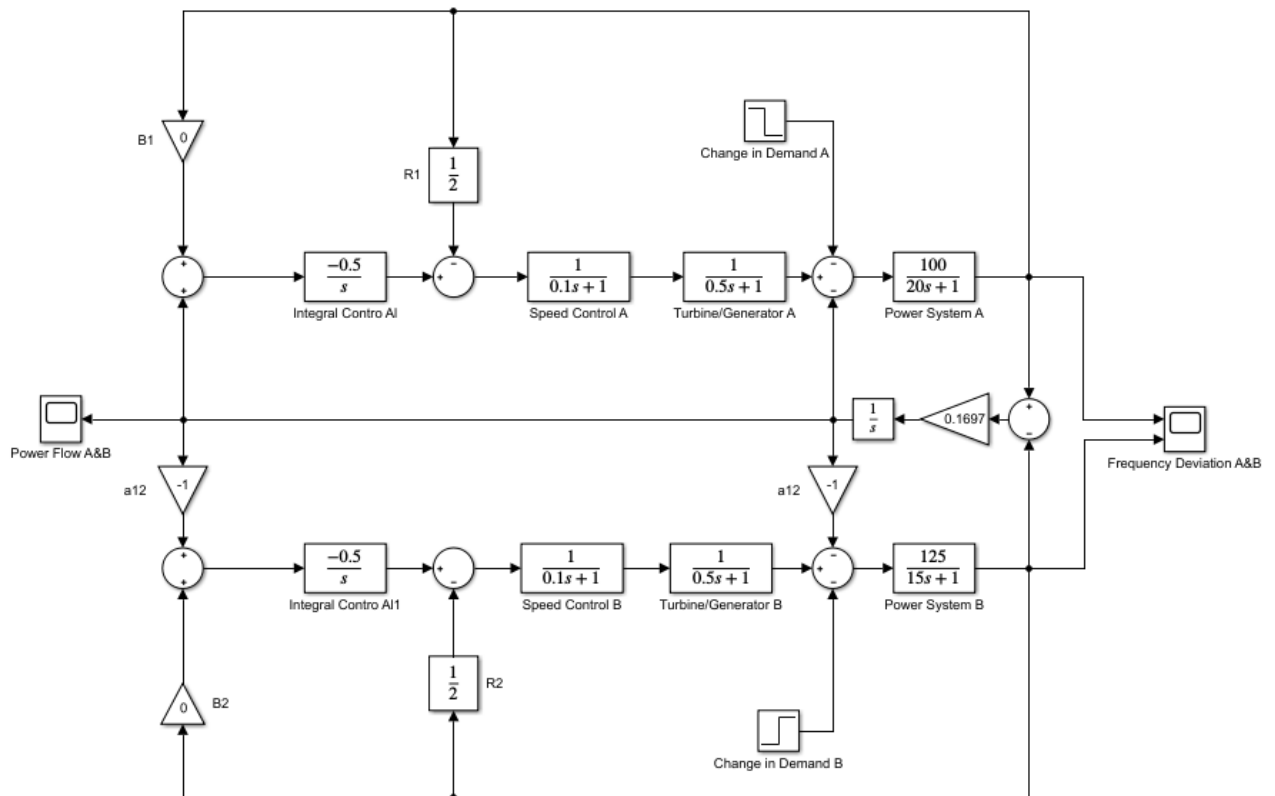 B1
0
R1
1
2
Change in Demand A
+
+
-0.5
s
Integral Contro Al
−
+
1
0.1s + 1
Speed Control A
1
0.5s + 1
Turbine/Generator A
−
+
−
100
20s + 1
Power System A
Power Flow A&B
1
s
0.1697
+
−
Frequency Deviation A&B
a12
-1
a12
-1
+
+
-0.5
s
Integral Contro Al1
+
−
1
0.1s + 1
Speed Control B
1
0.5s + 1
Turbine/Generator B
−
+
−
125
15s + 1
Power System B
1
2
R2
0
B2
Change in Demand B